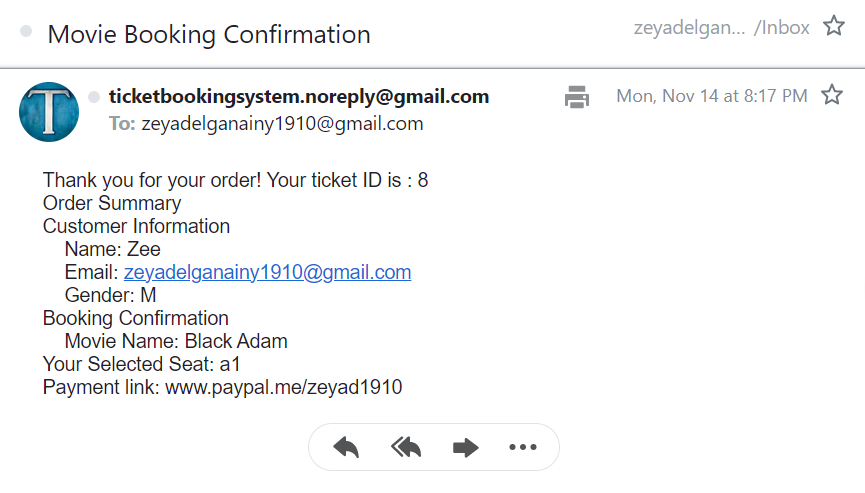 Movie Booking Confirmation
zeyadelgan... /Inbox
T
ticketbookingsystem.noreply@gmail.com
Mon, Nov 14 at 8:17 PM
To: zeyadelganainy1910@gmail.com
Thank you for your order! Your ticket ID is : 8
Order Summary
Customer Information
Name: Zee
Email: zeyadelganainy1910@gmail.com
Gender: M
Booking Confirmation
Movie Name: Black Adam
Your Selected Seat: a1
Payment link: www.paypal.me/zeyad1910